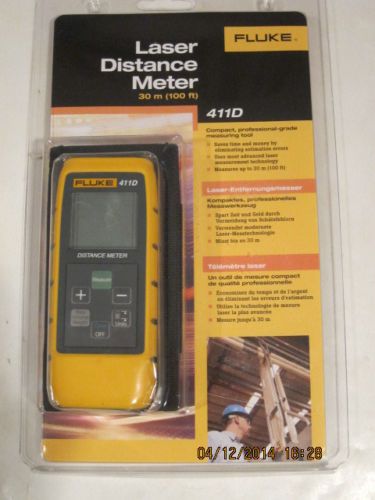 Laser
Distance
Meter
30 m (100 ft)
FLUKE®
411D
Compact, professional-grade
measuring tool
Saves time and money by
eliminating estimation errors
Uses most advanced laser
measurement technology
Measures up to 30 m (100 ft)
Laser-Entfernungsmesser
Kompaktes, professionelles
Messwerkzeug
Spart Zeit und Geld durch
Vermeidung von Schätzfehlern
Verwendet modernste
Laser-Messtechnologie
Misst bis zu 30 m
Télémètre laser
Un outil de mesure compact
de qualité professionnelle
Économisez du temps et de l'argent
en éliminant les erreurs d'estimation
Utilise la technologie de mesure
laser la plus avancée
Mesure jusqu'à 30 m
FLUKE 411D
DISTANCE METER
Measure
+
−
Units
OFF
FLUKE
04/12/2014 16:28